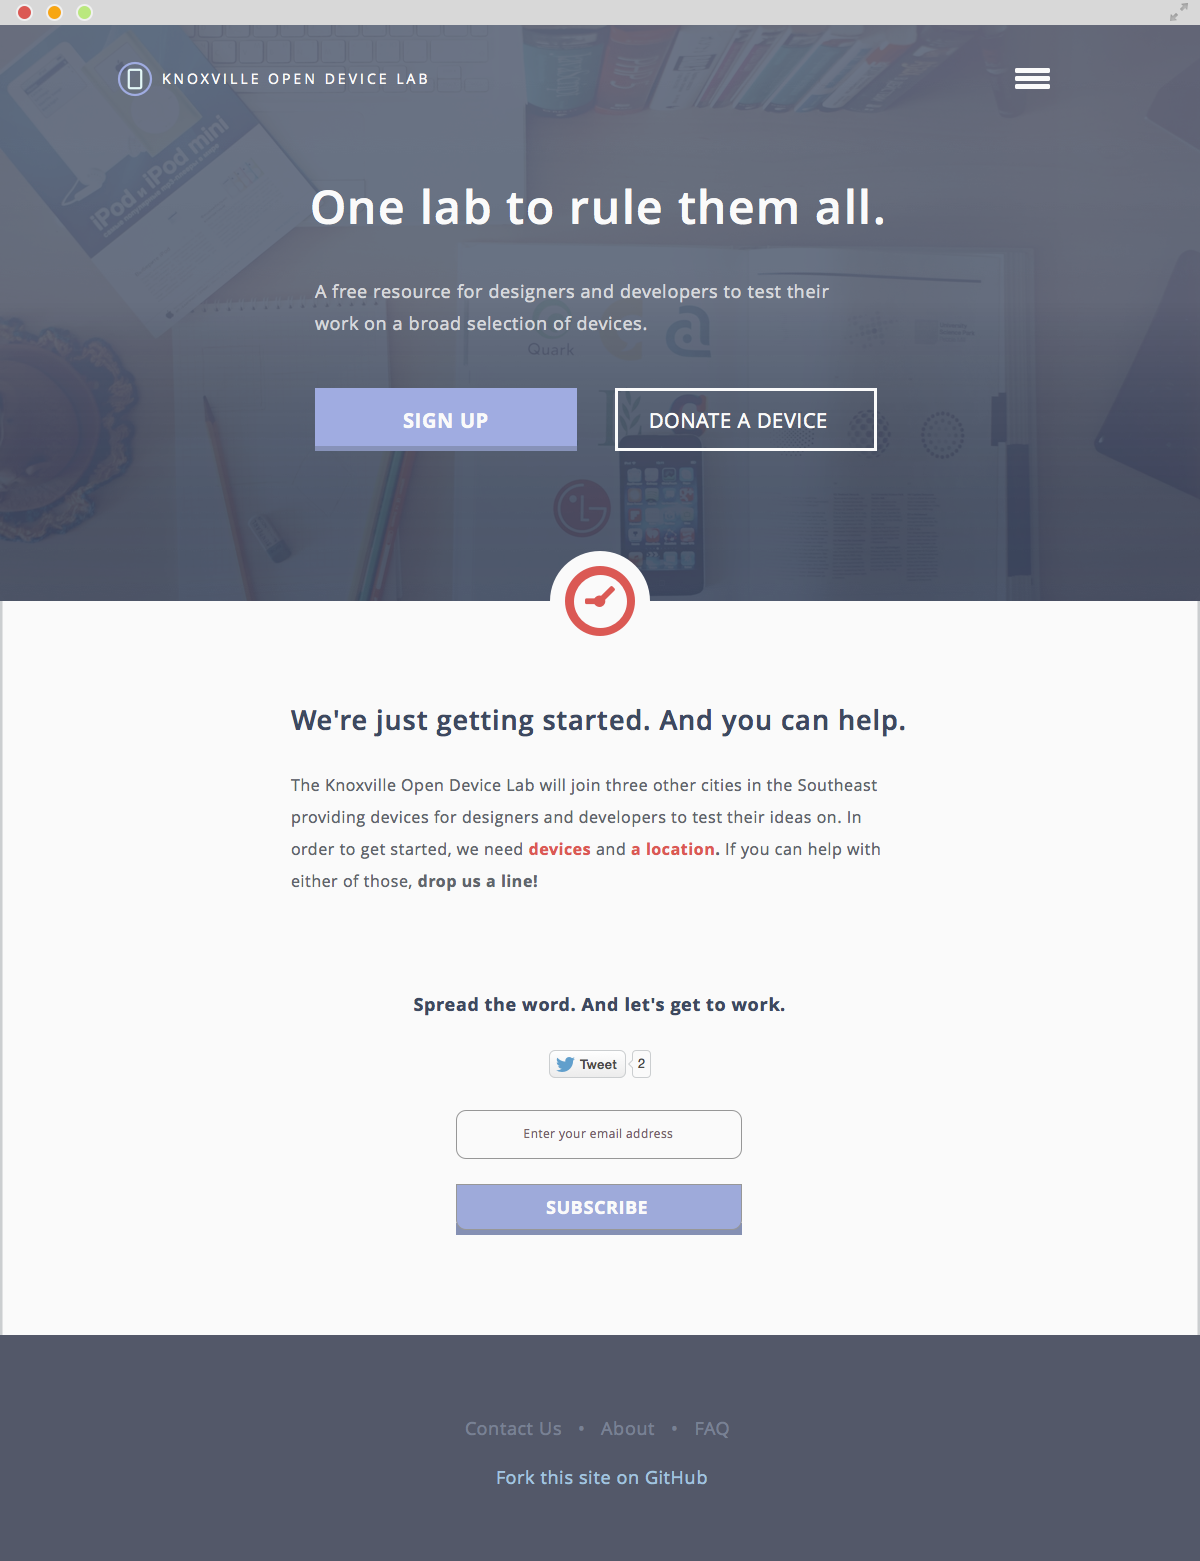 KNOXVILLE OPEN DEVICE LAB
iPod и iPod mini
One lab to rule them all.
A free resource for designers and developers to test their
work on a broad selection of devices.
Quark
SIGN UP
DONATE A DEVICE
LG
We're just getting started. And you can help.
The Knoxville Open Device Lab will join three other cities in the Southeast
providing devices for designers and developers to test their ideas on. In
order to get started, we need devices and a location. If you can help with
either of those, drop us a line!
Spread the word. And let's get to work.
Tweet 2
Enter your email address
SUBSCRIBE
Contact Us • About • FAQ
Fork this site on GitHub